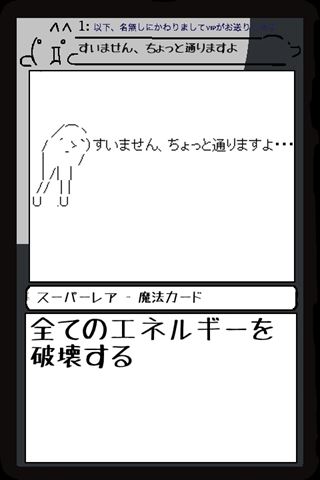 1: 以下、名無しにかわりましてVIPがお送りします
すいません、ちょっと通りますよ
すいません、ちょっと通りますよ・・・
スーパーレア - 魔法カード
全てのエネルギーを
破壊する